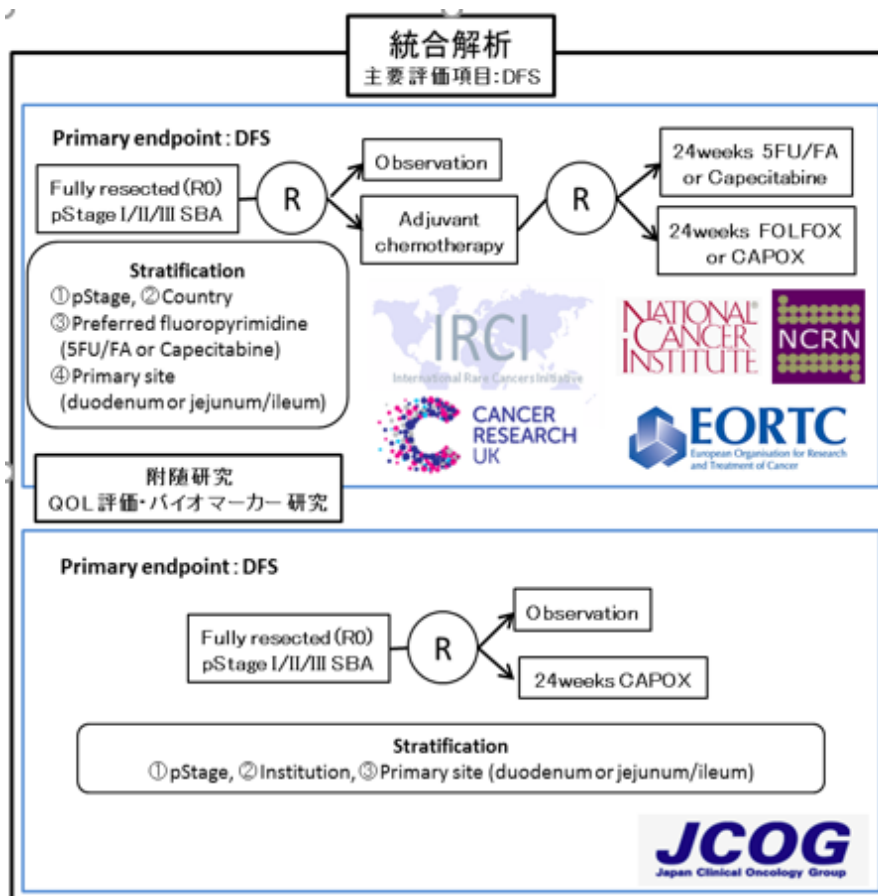 統合解析
主要評価項目:DFS
Primary endpoint : DFS
Fully resected (R0)
pStage I/II/III SBA
R
Observation
Adjuvant
chemotherapy
R
24weeks 5FU/FA
or Capecitabine
24weeks FOLFOX
or CAPOX
Stratification
①pStage, ②Country
③Preferred fluoropyrimidine
(5FU/FA or Capecitabine)
④Primary site
(duodenum or jejunum/ileum)
IRCI
International Rare Cancers Initiative
NATIONAL
CANCER
INSTITUTE
NCRN
CANCER
RESEARCH
UK
EORTC
European Organisation for Research
and Treatment of Cancer
附随研究
QOL評価・バイオマーカー研究
Primary endpoint : DFS
Fully resected (R0)
pStage I/II/III SBA
R
Observation
24weeks CAPOX
Stratification
①pStage, ②Institution, ③Primary site (duodenum or jejunum/ileum)
JCOG
Japan Clinical Oncology Group